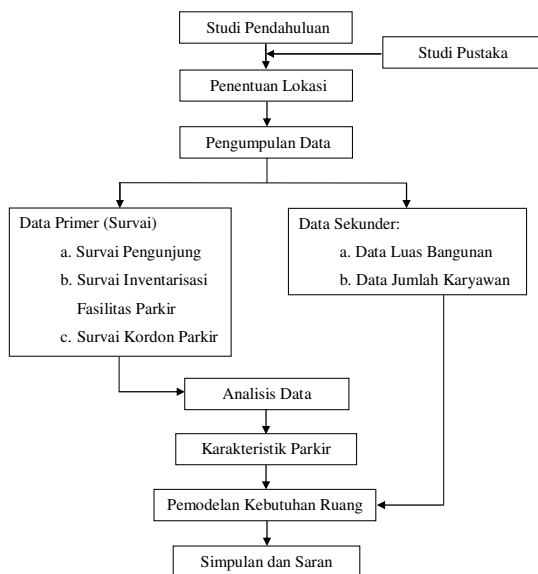 Studi Pendahuluan
Studi Pustaka
Penentuan Lokasi
Pengumpulan Data
Data Primer (Survai)
a. Survai Pengunjung
b. Survai Inventarisasi
Fasilitas Parkir
c. Survai Kordon Parkir
Data Sekunder:
a. Data Luas Bangunan
b. Data Jumlah Karyawan
Analisis Data
Karakteristik Parkir
Pemodelan Kebutuhan Ruang
Simpulan dan Saran